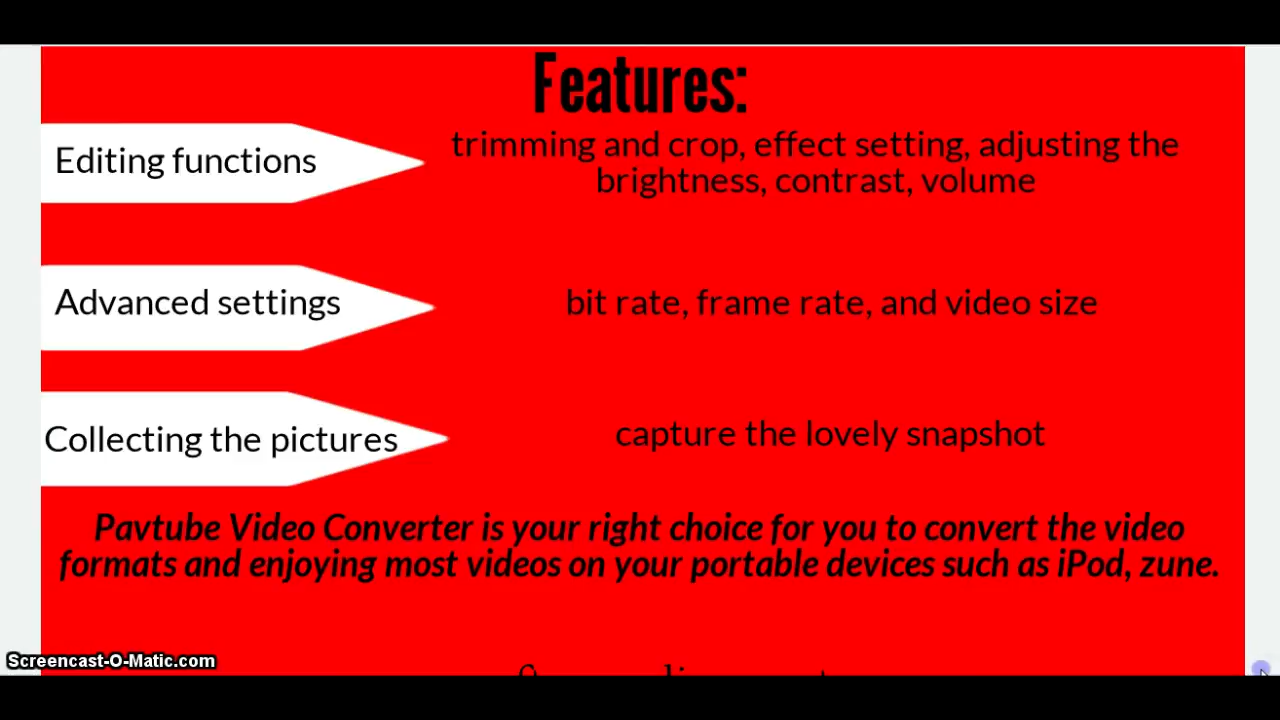 Features:
Editing functions
trimming and crop, effect setting, adjusting the
brightness, contrast, volume
Advanced settings
bit rate, frame rate, and video size
Collecting the pictures
capture the lovely snapshot
Pavtube Video Converter is your right choice for you to convert the video
formats and enjoying most videos on your portable devices such as iPod, zune.
Screencast-O-Matic.com